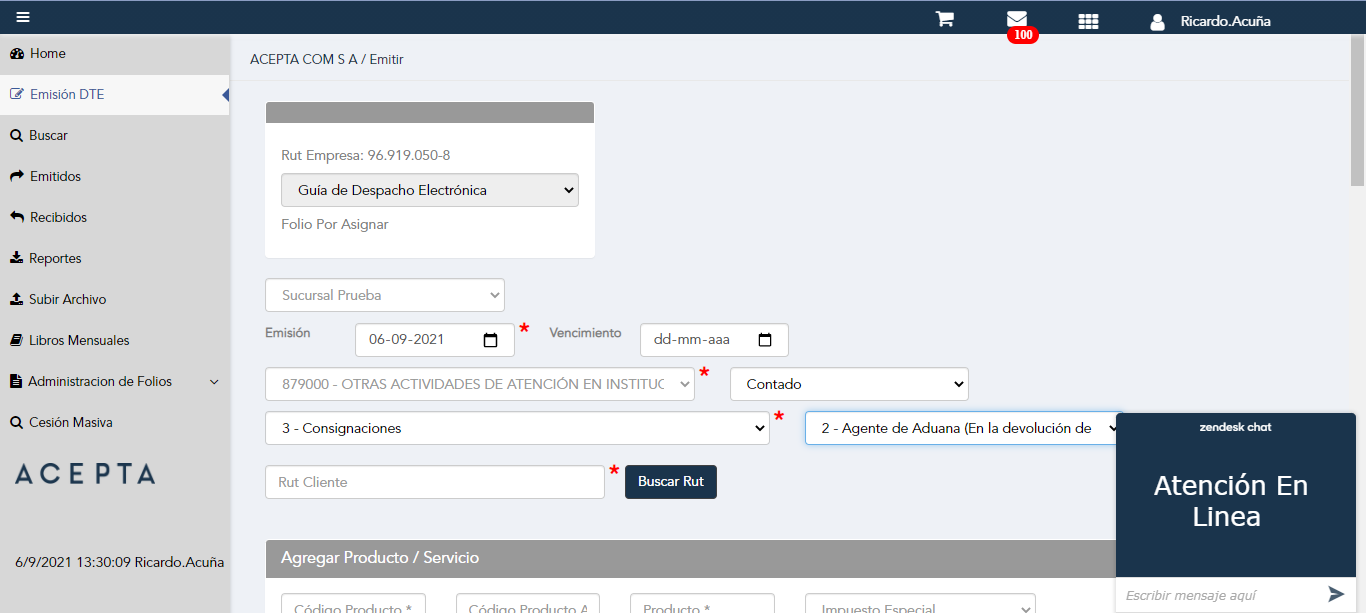 100
Ricardo.Acuña
Home
Emisión DTE
Buscar
Emitidos
Recibidos
Reportes
Subir Archivo
Libros Mensuales
Administracion de Folios
Cesión Masiva
ACEPTA
6/9/2021 13:30:09 Ricardo.Acuña
ACEPTA COM S A / Emitir
Rut Empresa: 96.919.050-8
Guía de Despacho Electrónica
Folio Por Asignar
Sucursal Prueba
Emisión 06-09-2021 * Vencimiento dd-mm-aaa
879000 - OTRAS ACTIVIDADES DE ATENCIÓN EN INSTITUC * Contado
3 - Consignaciones * 2 - Agente de Aduana (En la devolución de
Rut Cliente * Buscar Rut
Agregar Producto / Servicio
Código Producto * Código Producto A Producto * Impuesto Especial
zendesk chat
Atención En
Linea
Escribir mensaje aquí